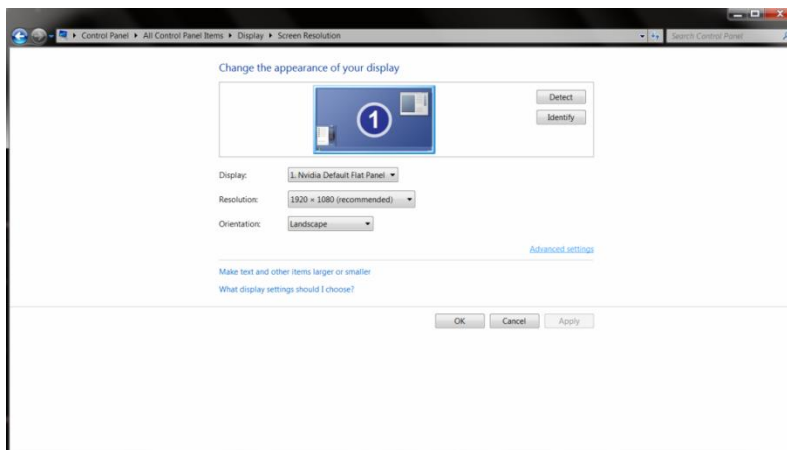 Control Panel ▸ All Control Panel Items ▸ Display ▸ Screen Resolution
Search Control Panel
Change the appearance of your display
1
Detect
Identify
Display: 1. Nvidia Default Flat Panel
Resolution: 1920 × 1080 (recommended)
Orientation: Landscape
Advanced settings
Make text and other items larger or smaller
What display settings should I choose?
OK Cancel Apply